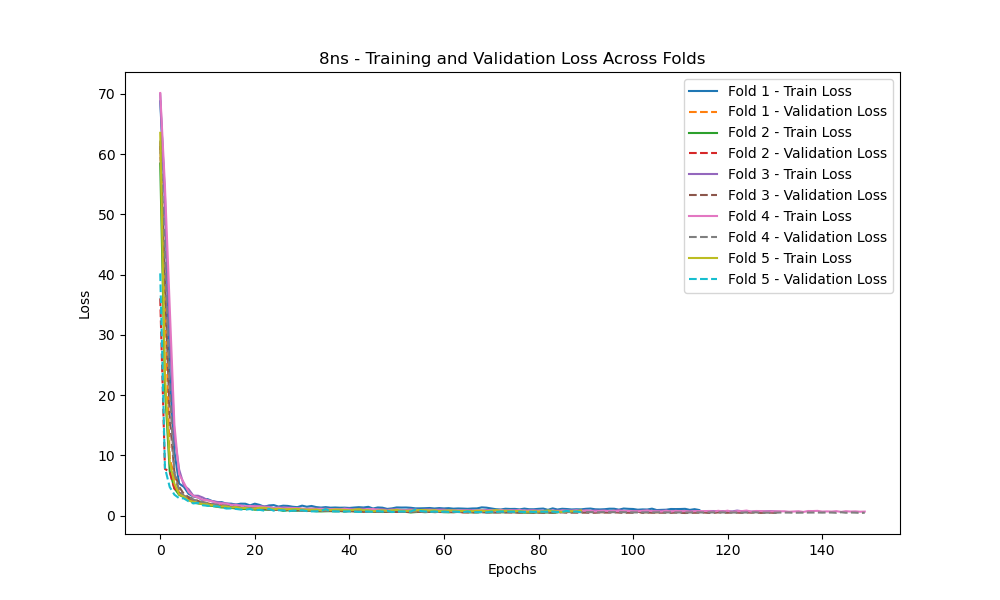 8ns - Training and Validation Loss Across Folds
70
60
50
40
30
20
10
0
Loss
Fold 1 - Train Loss
Fold 1 - Validation Loss
Fold 2 - Train Loss
Fold 2 - Validation Loss
Fold 3 - Train Loss
Fold 3 - Validation Loss
Fold 4 - Train Loss
Fold 4 - Validation Loss
Fold 5 - Train Loss
Fold 5 - Validation Loss
0 20 40 60 80 100 120 140
Epochs